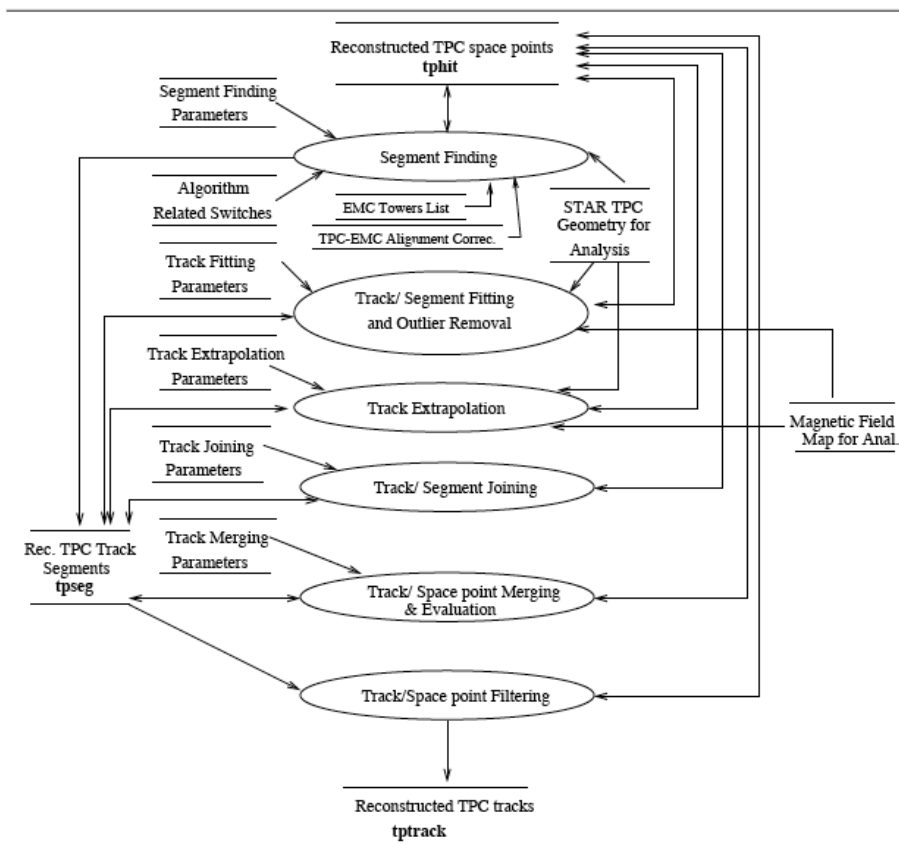 Reconstructed TPC space points
tphit
Segment Finding
Parameters
Segment Finding
Algorithm
Related Switches
EMC Towers List
TPC-EMC Alignment Correc.
STAR TPC
Geometry for
Analysis
Track Fitting
Parameters
Track/ Segment Fitting
and Outlier Removal
Track Extrapolation
Parameters
Track Extrapolation
Magnetic Field
Map for Anal.
Track Joining
Parameters
Track/ Segment Joining
Rec. TPC Track
Segments
tpseg
Track Merging
Parameters
Track/ Space point Merging
& Evaluation
Track/Space point Filtering
Reconstructed TPC tracks
tptrack